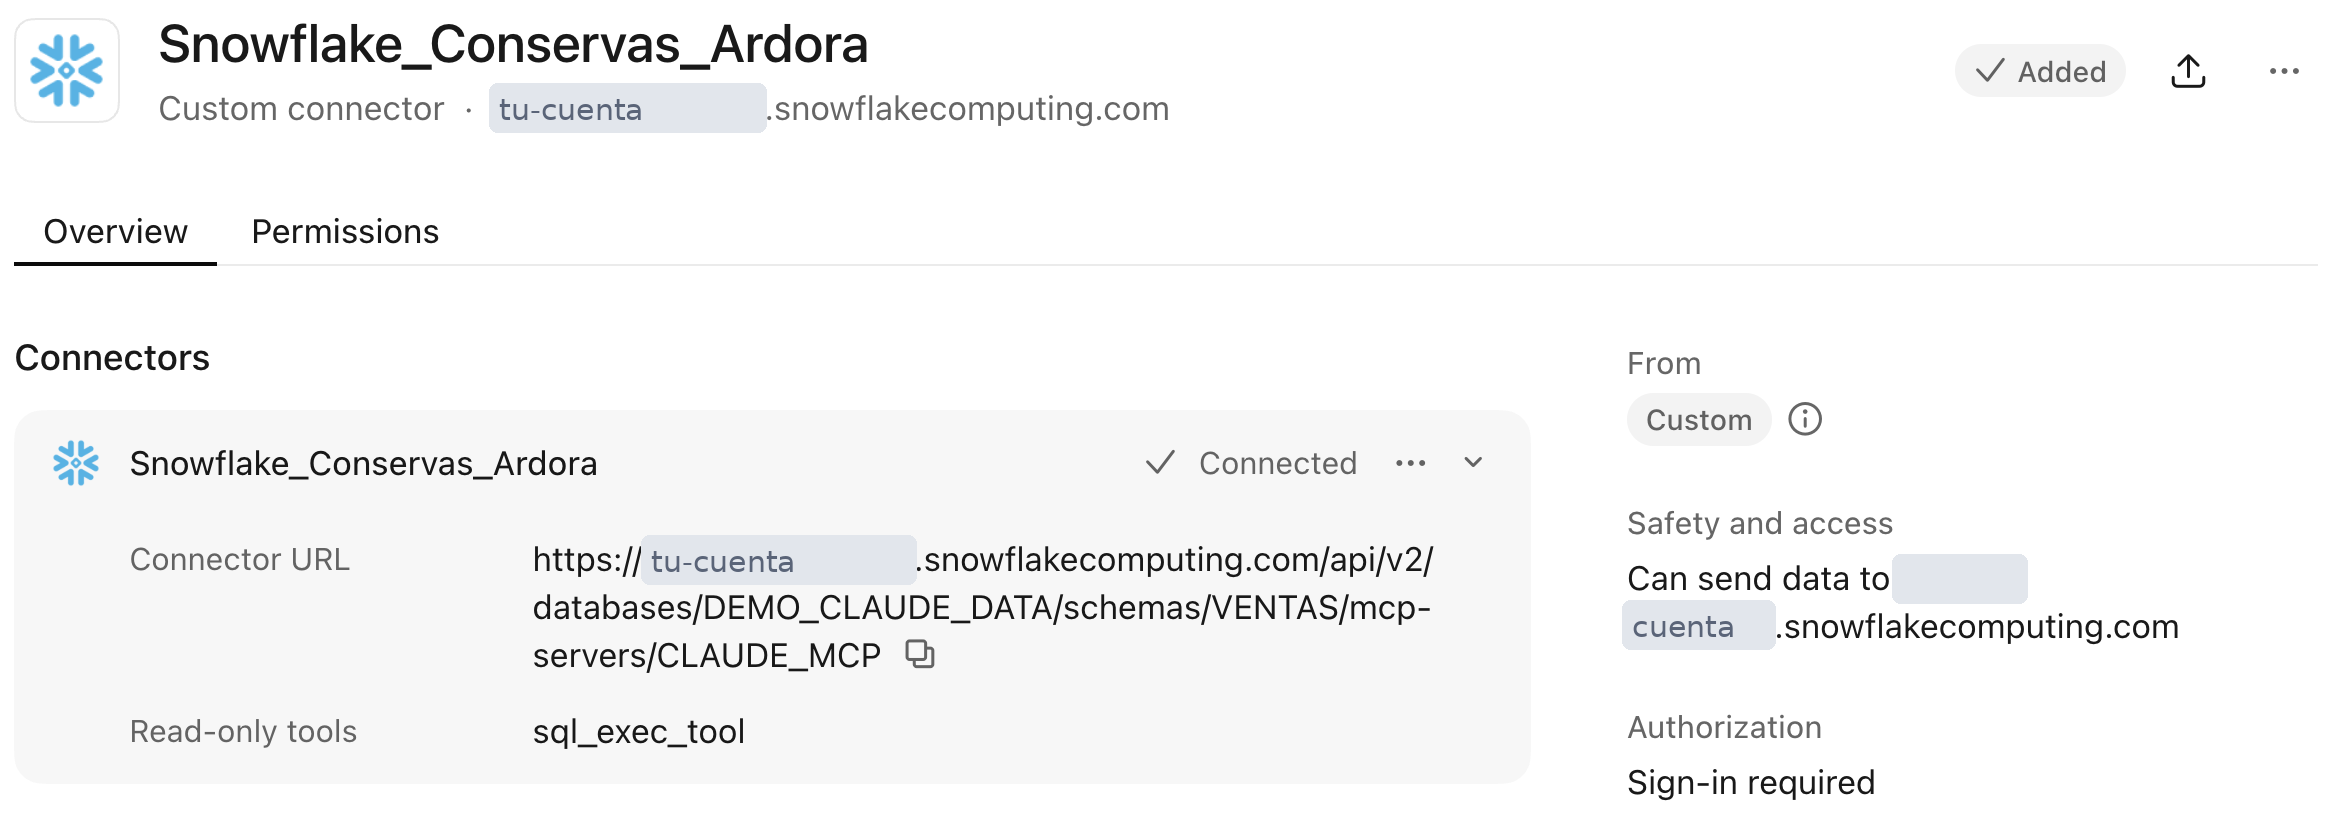 Snowflake_Conservas_Ardora
Custom connector · tu-cuenta.snowflakecomputing.com
Added
Overview
Permissions
Connectors
Snowflake_Conservas_Ardora
Connected
Connector URL
https://tu-cuenta.snowflakecomputing.com/api/v2/
databases/DEMO_CLAUDE_DATA/schemas/VENTAS/mcp-
servers/CLAUDE_MCP
Read-only tools
sql_exec_tool
From
Custom
Safety and access
Can send data to
cuenta.snowflakecomputing.com
Authorization
Sign-in required